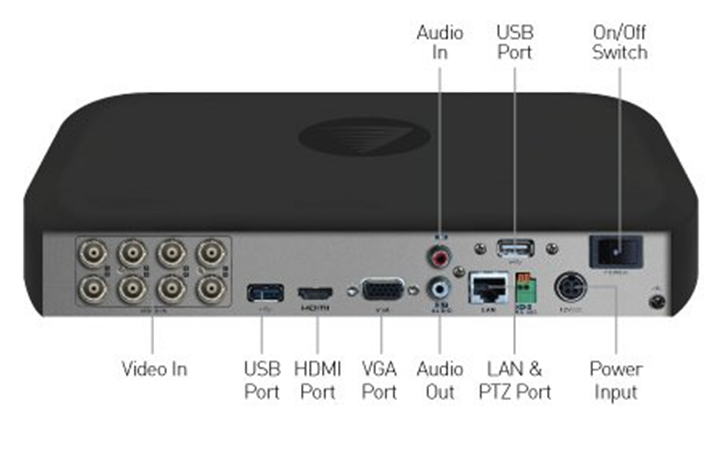 Audio In
USB Port
On/Off Switch
HDMI
VGA
LAN
Video In
USB Port
HDMI Port
VGA Port
Audio Out
LAN & PTZ Port
Power Input